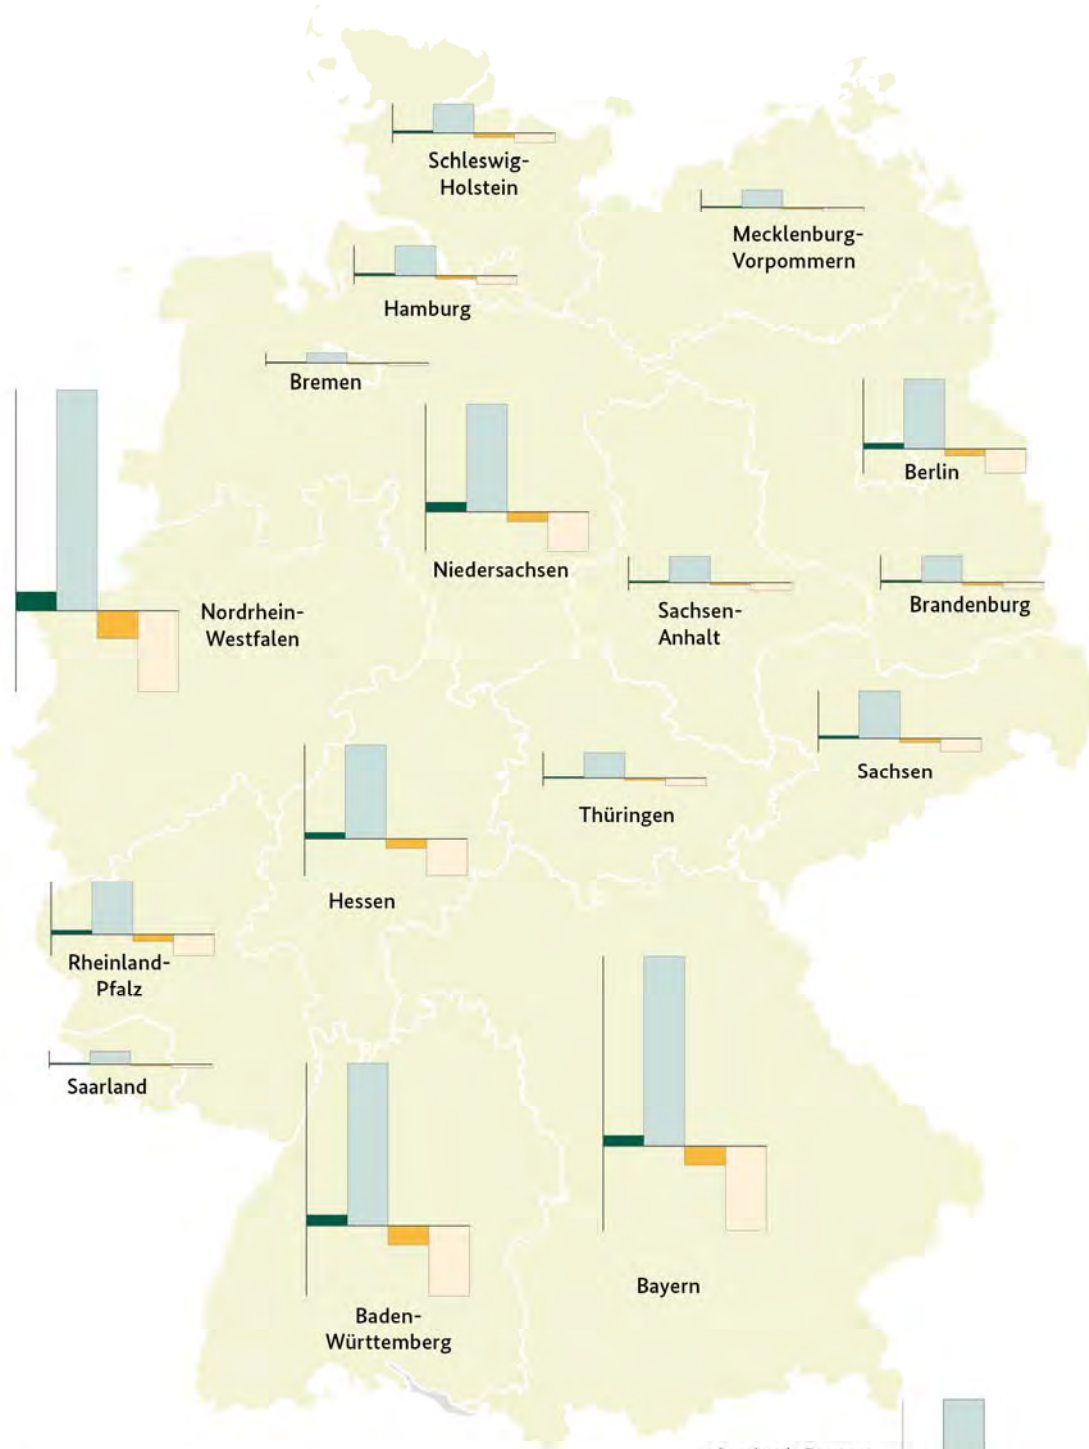 Schleswig-
Holstein
Mecklenburg-
Vorpommern
Hamburg
Bremen
Berlin
Niedersachsen
Nordrhein-
Westfalen
Sachsen-
Anhalt
Brandenburg
Sachsen
Thüringen
Hessen
Rheinland-
Pfalz
Saarland
Bayern
Baden-
Württemberg